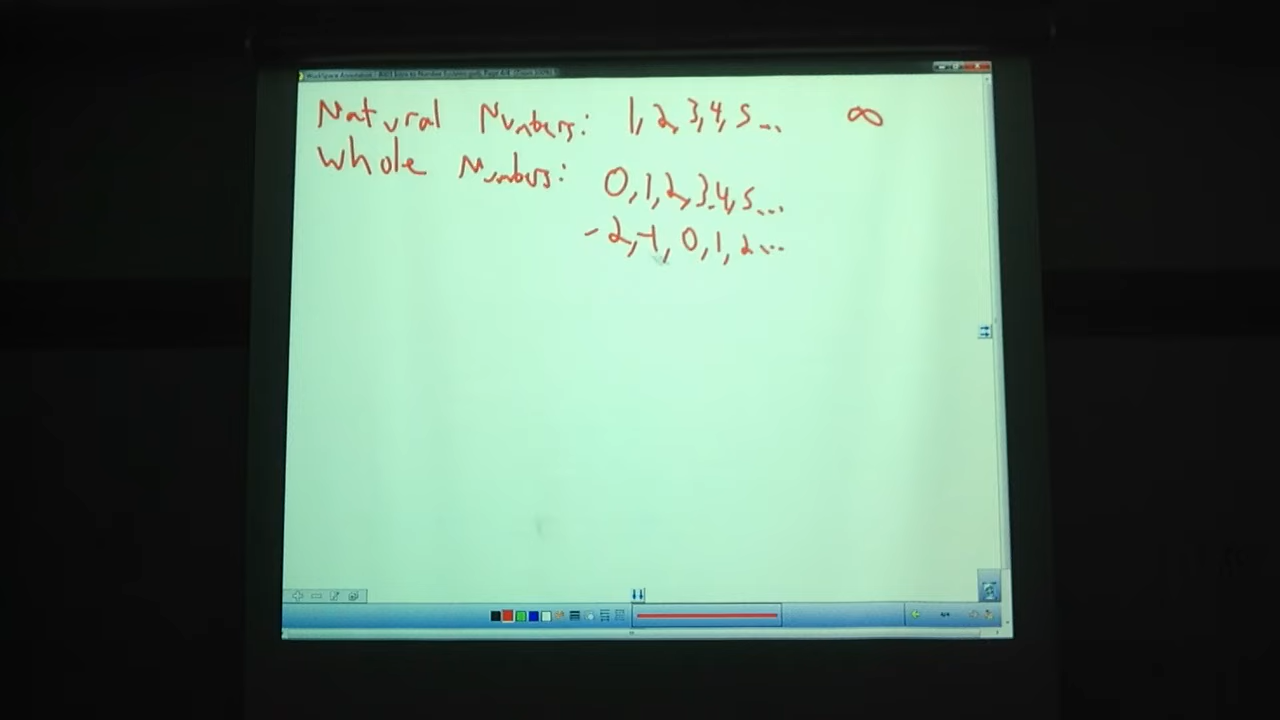 Natural Numbers: 1, 2, 3, 4, 5... ∞
Whole Numbers: 0, 1, 2, 3, 4, 5...
-2, -1, 0, 1, 2...